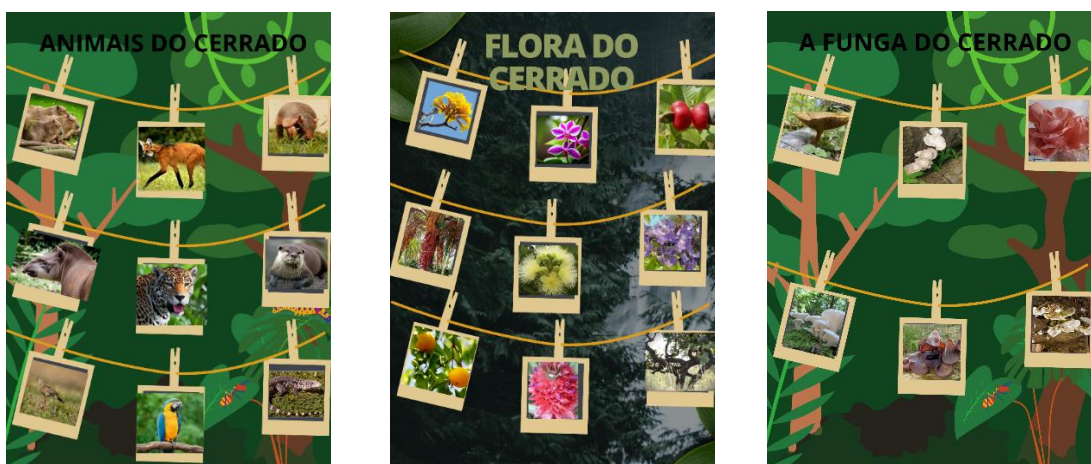 ANIMAIS DO CERRADO
FLORA DO
CERRADO
A FUNGA DO CERRADO